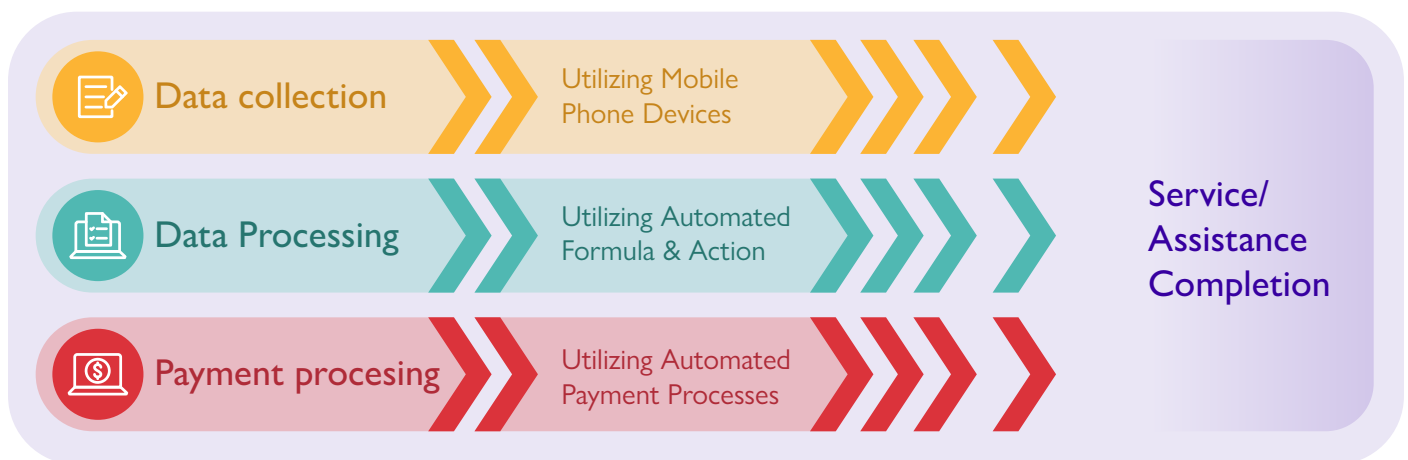 Data collection
Utilizing Mobile
Phone Devices
Data Processing
Utilizing Automated
Formula & Action
Payment procesing
Utilizing Automated
Payment Processes
Service/
Assistance
Completion